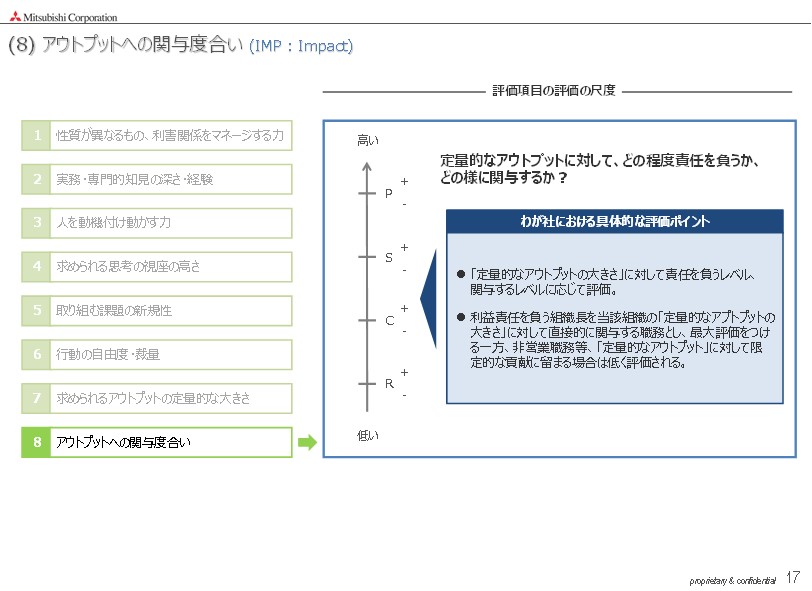 Mitsubishi Corporation
(8) アウトプットへの関与度合い (IMP : Impact)
評価項目の評価の尺度
1 性質が異なるもの、利害関係をマネージする力
2 実務・専門的知見の深さ・経験
3 人を動機付け動かす力
4 求められる思考の視座の高さ
5 取り組む課題の新規性
6 行動の自由度・裁量
7 求められるアウトプットの定量的な大きさ
8 アウトプットへの関与度合い
高い
+
P
-
+
S
-
+
C
-
+
R
-
低い
定量的なアウトプットに対して、どの程度責任を負うか、
どの様に関与するか？
わが社における具体的な評価ポイント
● 「定量的なアウトプットの大きさ」に対して責任を負うレベル、
関与するレベルに応じて評価。
● 利益責任を負う組織長を当該組織の「定量的なアプトプットの
大きさ」に対して直接的に関与する職務とし、最大評価をつけ
る一方、非営業職務等、「定量的なアウトプット」に対して限
定的な貢献に留まる場合は低く評価される。
proprietary & confidential 17